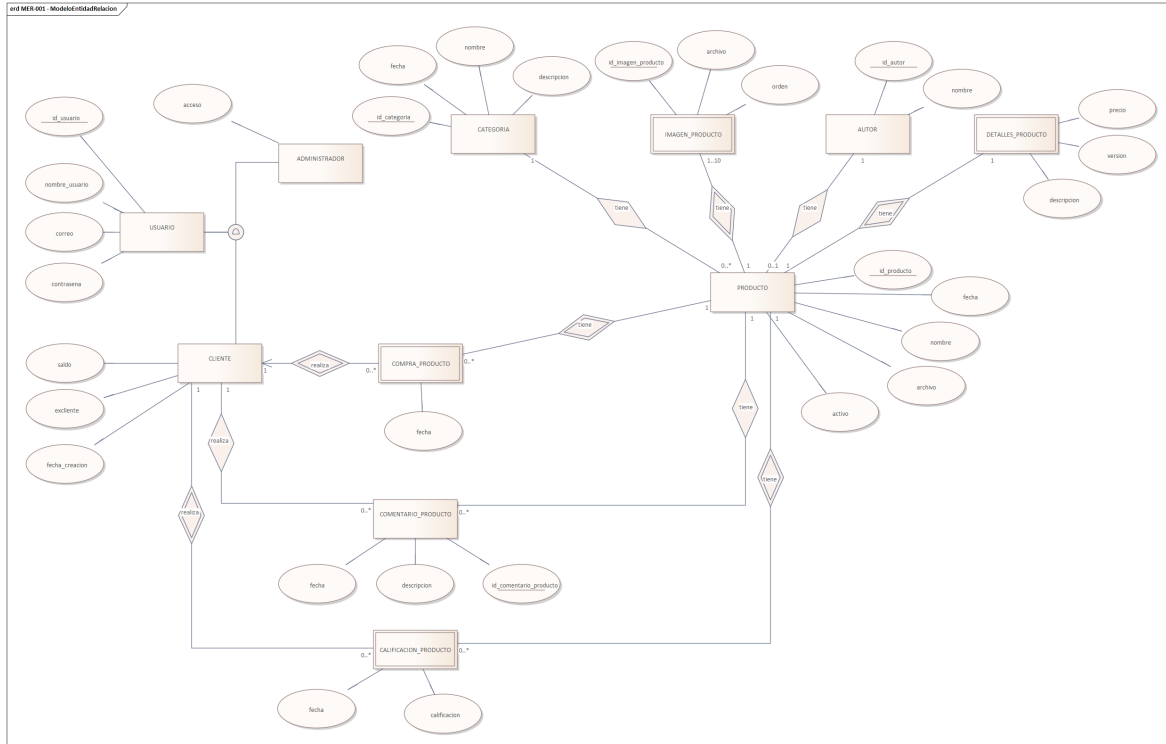 erd MER-001 - ModeloEntidadRelacion
nombre
archivo
fecha
id_imagen_producto
id_autor
descripcion
orden
nombre
acceso
id_usuario
id_categoria
precio
CATEGORIA
IMAGEN_PRODUCTO
AUTOR
DETALLES_PRODUCTO
version
ADMINISTRADOR
1
1..10
1
1
nombre_usuario
descripcion
tiene
tiene
tiene
tiene
USUARIO
correo
0..*
1
0..1
1
id_producto
contrasena
PRODUCTO
fecha
1
1
1
tiene
nombre
CLIENTE
saldo
realiza
COMPRA_PRODUCTO
0..*
1
0..*
archivo
excliente
1
1
tiene
activo
fecha
realiza
fecha_creacion
tiene
0..*
0..*
realiza
COMENTARIO_PRODUCTO
fecha
descripcion
id_comentario_producto
CALIFICACION_PRODUCTO
0..*
0..*
fecha
calificacion